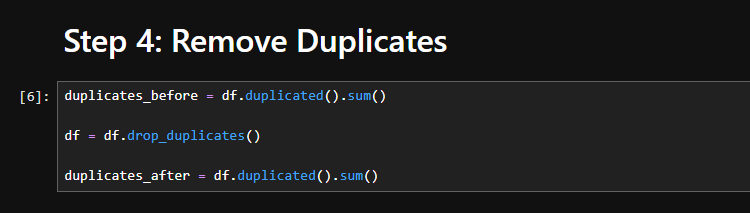 Step 4: Remove Duplicates
[6]: duplicates_before = df.duplicated().sum()
df = df.drop_duplicates()
duplicates_after = df.duplicated().sum()